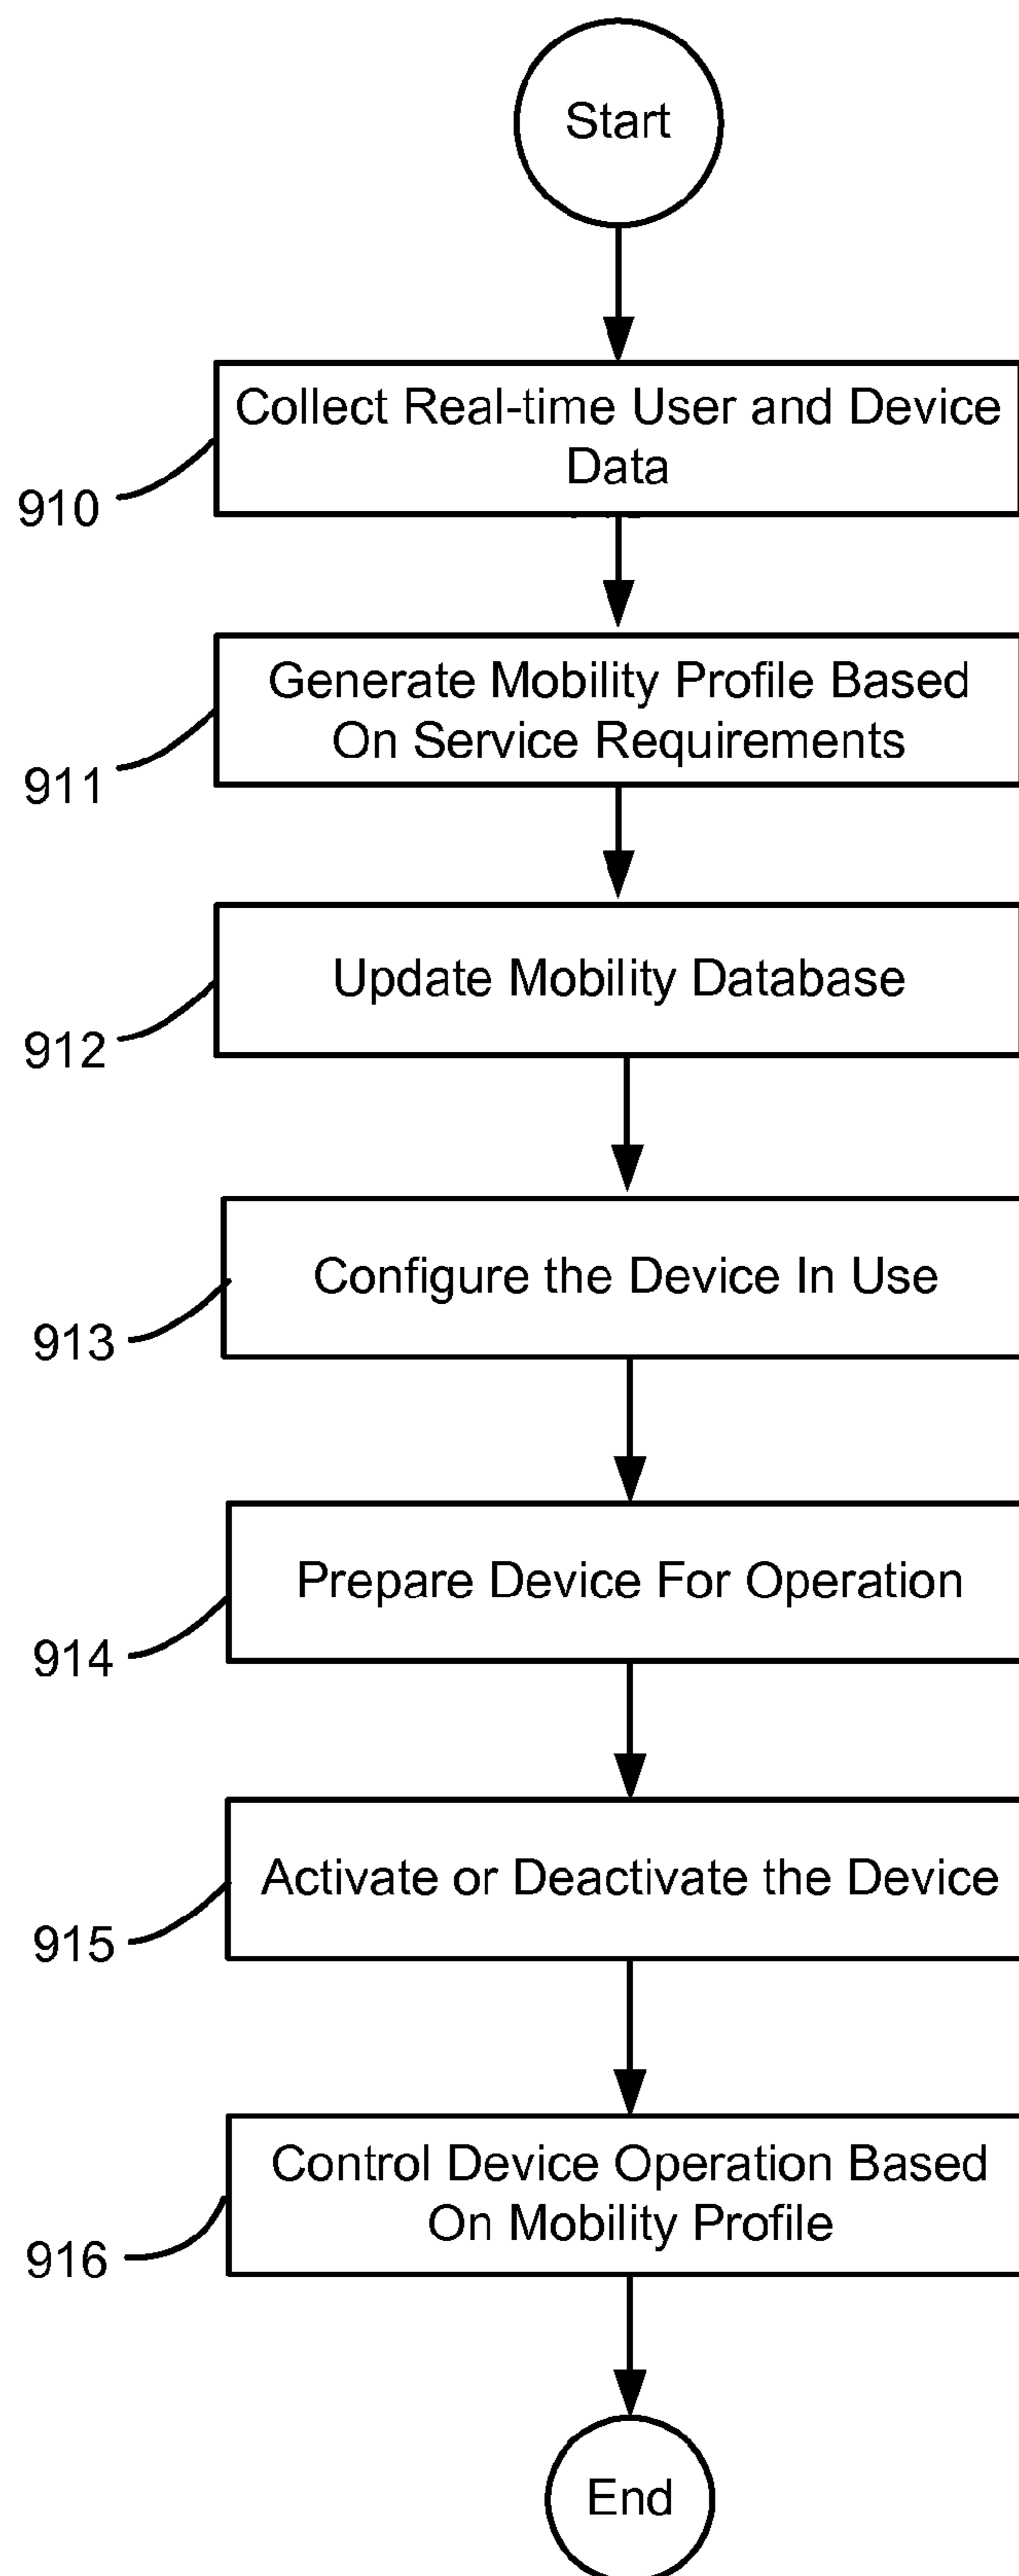 Start
Collect Real-time User and Device
Data
910
Generate Mobility Profile Based
On Service Requirements
911
Update Mobility Database
912
Configure the Device In Use
913
Prepare Device For Operation
914
Activate or Deactivate the Device
915
Control Device Operation Based
On Mobility Profile
916
End